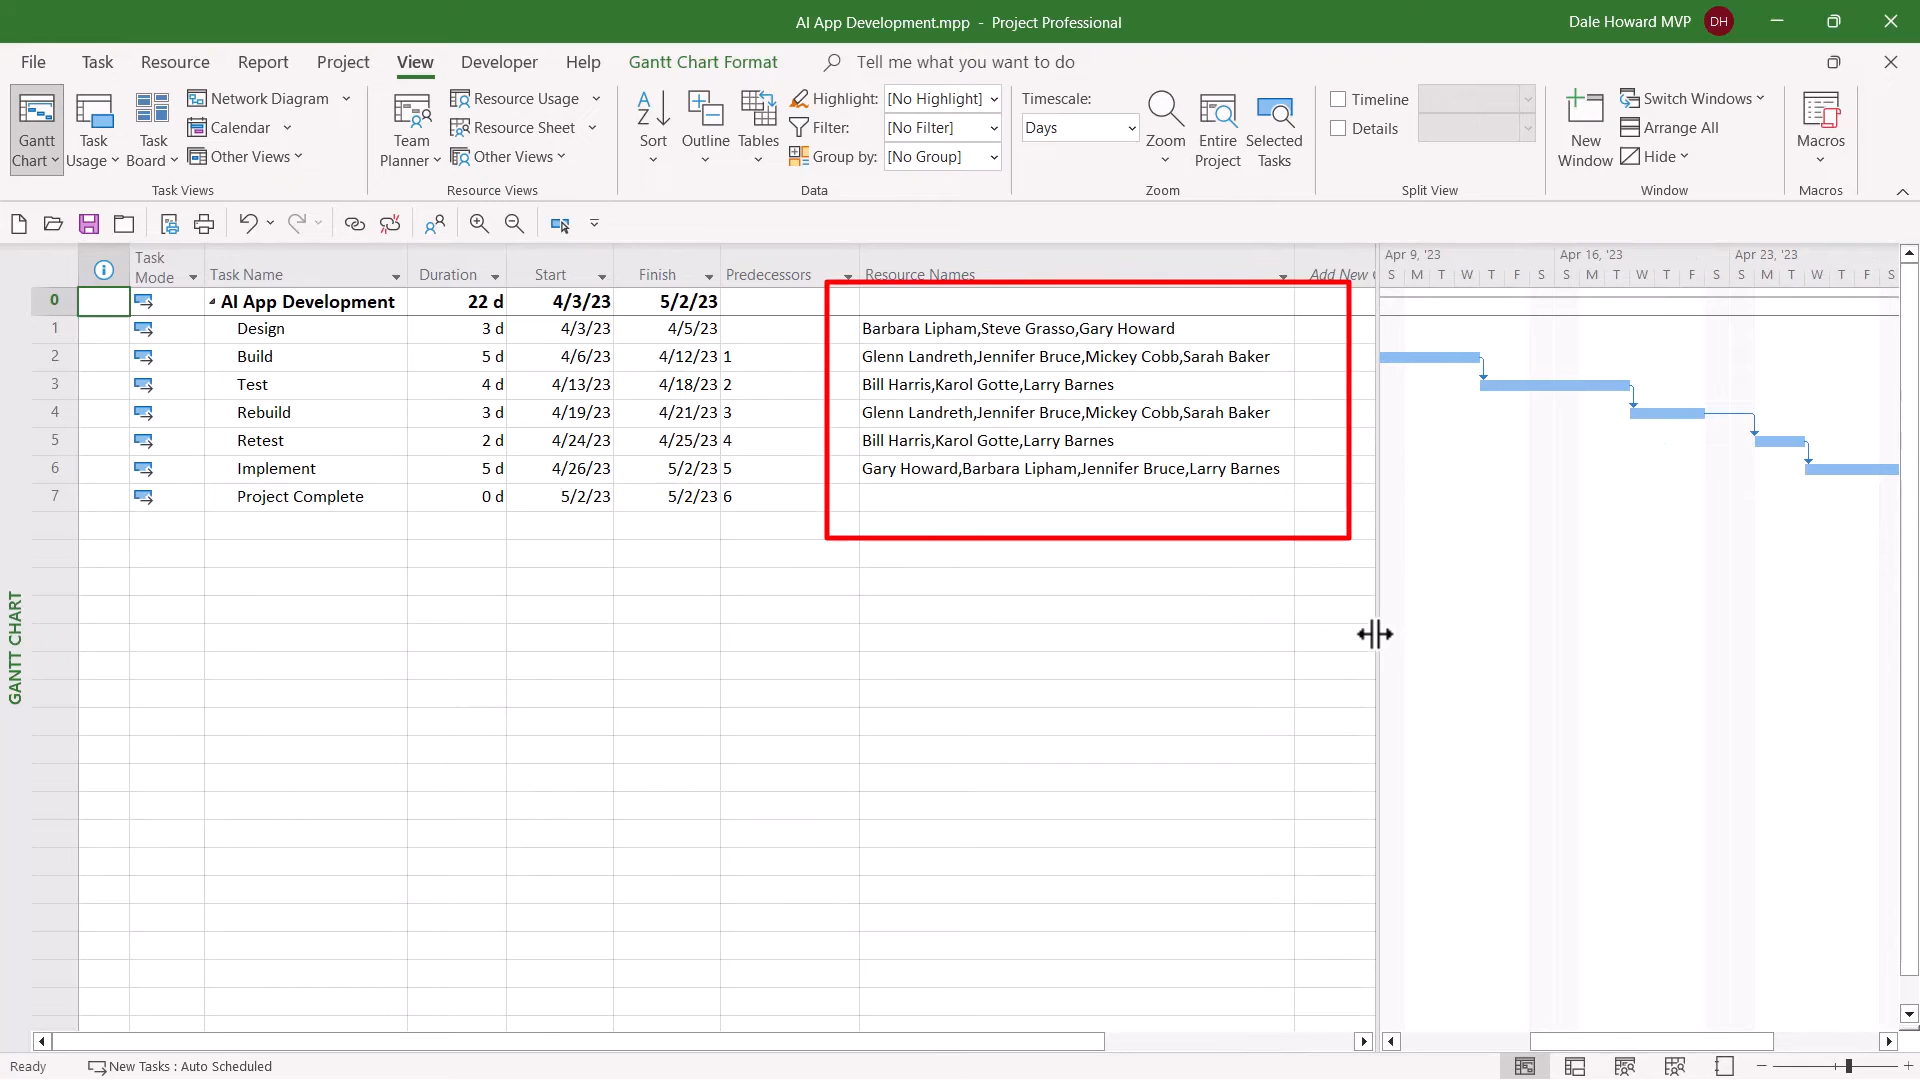 AI App Development.mpp - Project Professional
Dale Howard MVP DH
File Task Resource Report Project View Developer Help Gantt Chart Format Tell me what you want to do
Gantt Chart
Task Usage
Task Board
Network Diagram
Calendar
Other Views
Task Views
Team Planner
Resource Usage
Resource Sheet
Other Views
Resource Views
Sort
Outline
Tables
Highlight: [No Highlight]
Filter: [No Filter]
Group by: [No Group]
Data
Timescale:
Days
Zoom
Entire Project
Selected Tasks
Zoom
Timeline
Details
Split View
New Window
Switch Windows
Arrange All
Hide
Window
Macros
Macros
Task Mode Task Name Duration Start Finish Predecessors Resource Names Add New C
Apr 9, '23 Apr 16, '23 Apr 23, '23
S M T W T F S S M T W T F S S M T W T F S
0 AI App Development 22 d 4/3/23 5/2/23
1 Design 3 d 4/3/23 4/5/23 Barbara Lipham,Steve Grasso,Gary Howard
2 Build 5 d 4/6/23 4/12/23 1 Glenn Landreth,Jennifer Bruce,Mickey Cobb,Sarah Baker
3 Test 4 d 4/13/23 4/18/23 2 Bill Harris,Karol Gotte,Larry Barnes
4 Rebuild 3 d 4/19/23 4/21/23 3 Glenn Landreth,Jennifer Bruce,Mickey Cobb,Sarah Baker
5 Retest 2 d 4/24/23 4/25/23 4 Bill Harris,Karol Gotte,Larry Barnes
6 Implement 5 d 4/26/23 5/2/23 5 Gary Howard,Barbara Lipham,Jennifer Bruce,Larry Barnes
7 Project Complete 0 d 5/2/23 5/2/23 6
GANTT CHART
Ready New Tasks : Auto Scheduled